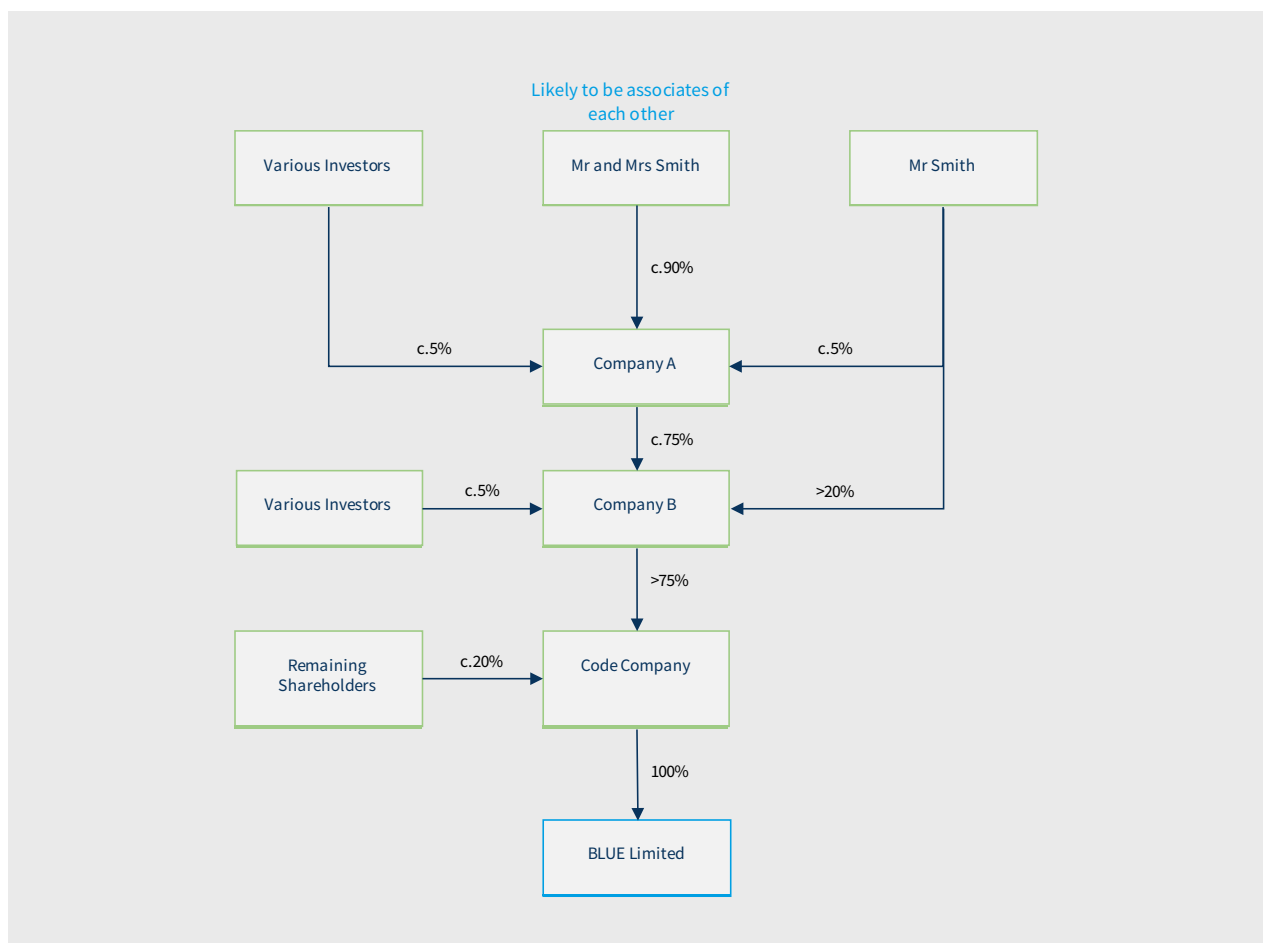 Likely to be associates of
each other
Various Investors
Mr and Mrs Smith
Mr Smith
c.90%
c.5%
Company A
c.5%
c.75%
Various Investors
c.5%
Company B
>20%
>75%
Remaining
Shareholders
c.20%
Code Company
100%
BLUE Limited